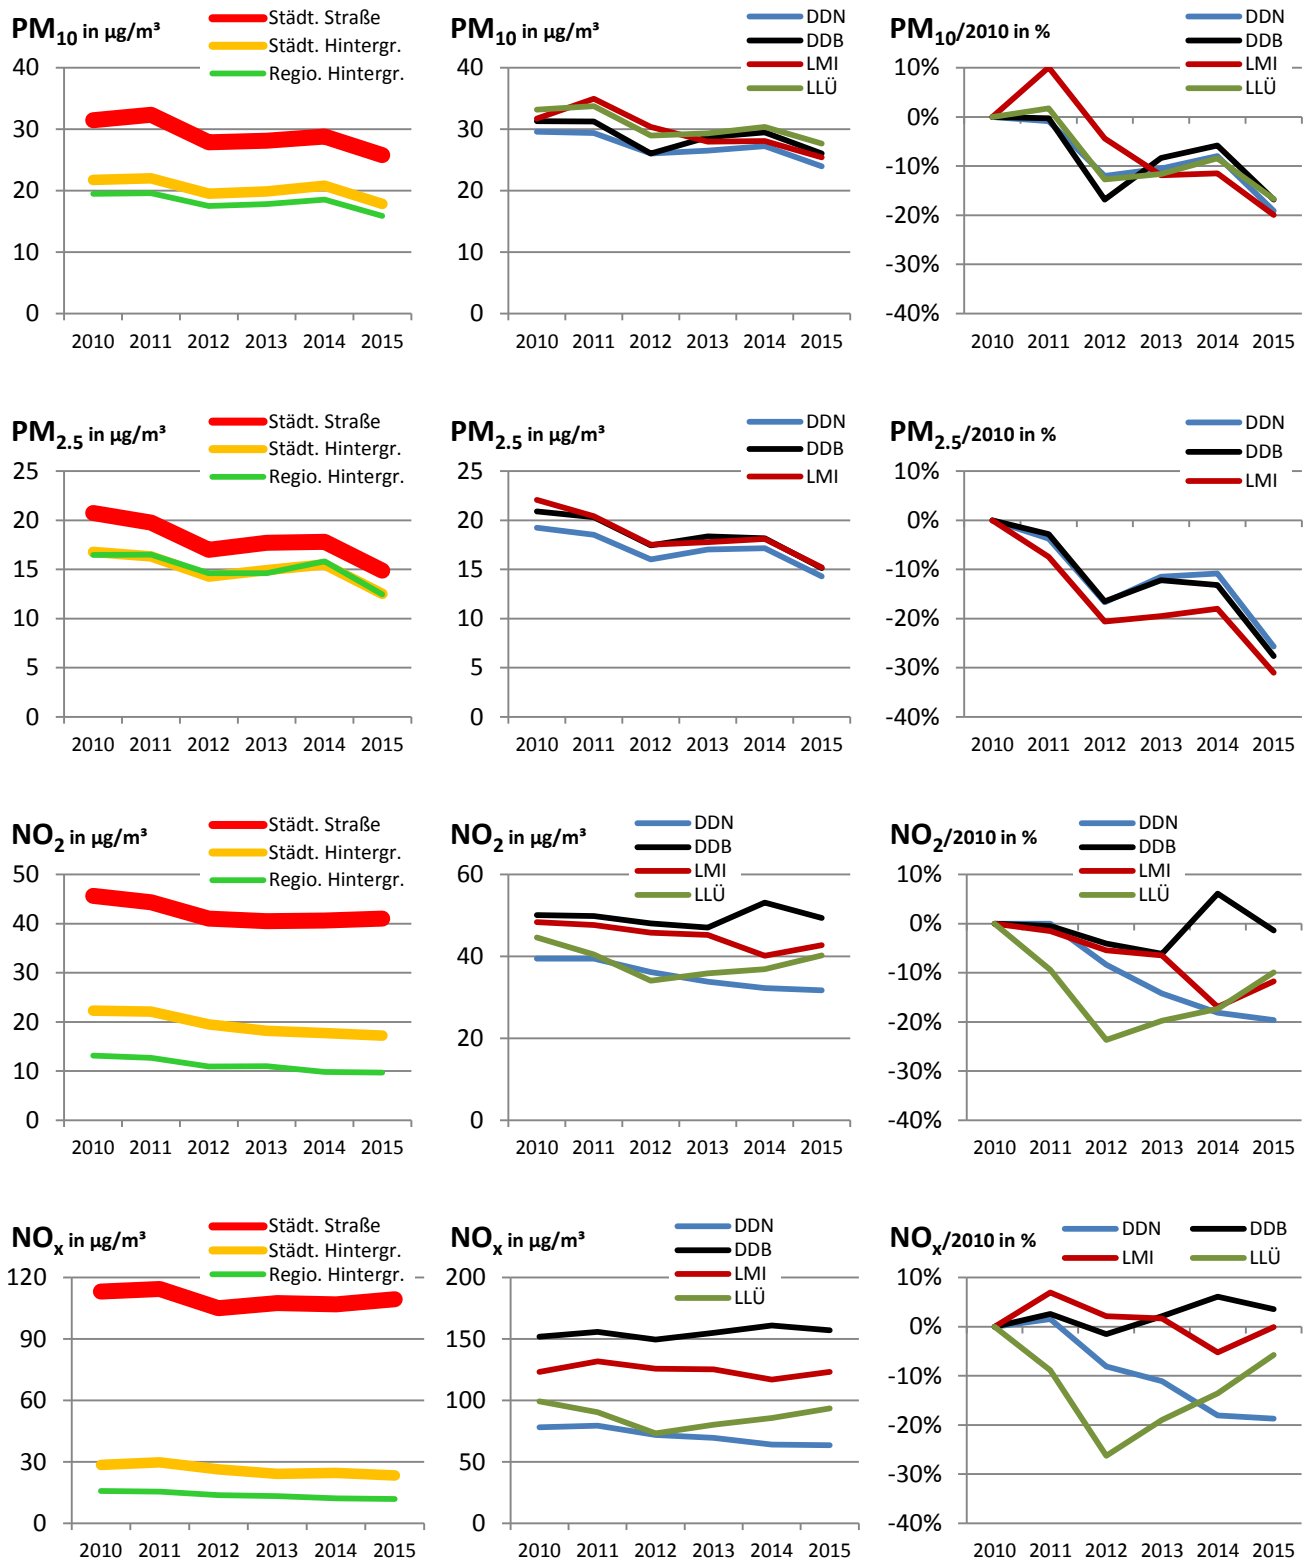 PM10 in µg/m³
Städt. Straße
Städt. Hintergr.
Regio. Hintergr.
40
30
20
10
0
2010 2011 2012 2013 2014 2015
PM10 in µg/m³
DDN
DDB
LMI
LLÜ
40
30
20
10
0
2010 2011 2012 2013 2014 2015
PM10/2010 in %
DDN
DDB
LMI
LLÜ
10%
0%
-10%
-20%
-30%
-40%
2010 2011 2012 2013 2014 2015
PM2.5 in µg/m³
Städt. Straße
Städt. Hintergr.
Regio. Hintergr.
25
20
15
10
5
0
2010 2011 2012 2013 2014 2015
PM2.5 in µg/m³
DDN
DDB
LMI
25
20
15
10
5
0
2010 2011 2012 2013 2014 2015
PM2.5/2010 in %
DDN
DDB
LMI
10%
0%
-10%
-20%
-30%
-40%
2010 2011 2012 2013 2014 2015
NO2 in µg/m³
Städt. Straße
Städt. Hintergr.
Regio. Hintergr.
50
40
30
20
10
0
2010 2011 2012 2013 2014 2015
NO2 in µg/m³
DDN
DDB
LMI
LLÜ
60
40
20
0
2010 2011 2012 2013 2014 2015
NO2/2010 in %
DDN
DDB
LMI
LLÜ
10%
0%
-10%
-20%
-30%
-40%
2010 2011 2012 2013 2014 2015
NOx in µg/m³
Städt. Straße
Städt. Hintergr.
Regio. Hintergr.
120
90
60
30
0
2010 2011 2012 2013 2014 2015
NOx in µg/m³
DDN
DDB
LMI
LLÜ
200
150
100
50
0
2010 2011 2012 2013 2014 2015
NOx/2010 in %
DDN DDB
LMI LLÜ
10%
0%
-10%
-20%
-30%
-40%
2010 2011 2012 2013 2014 2015